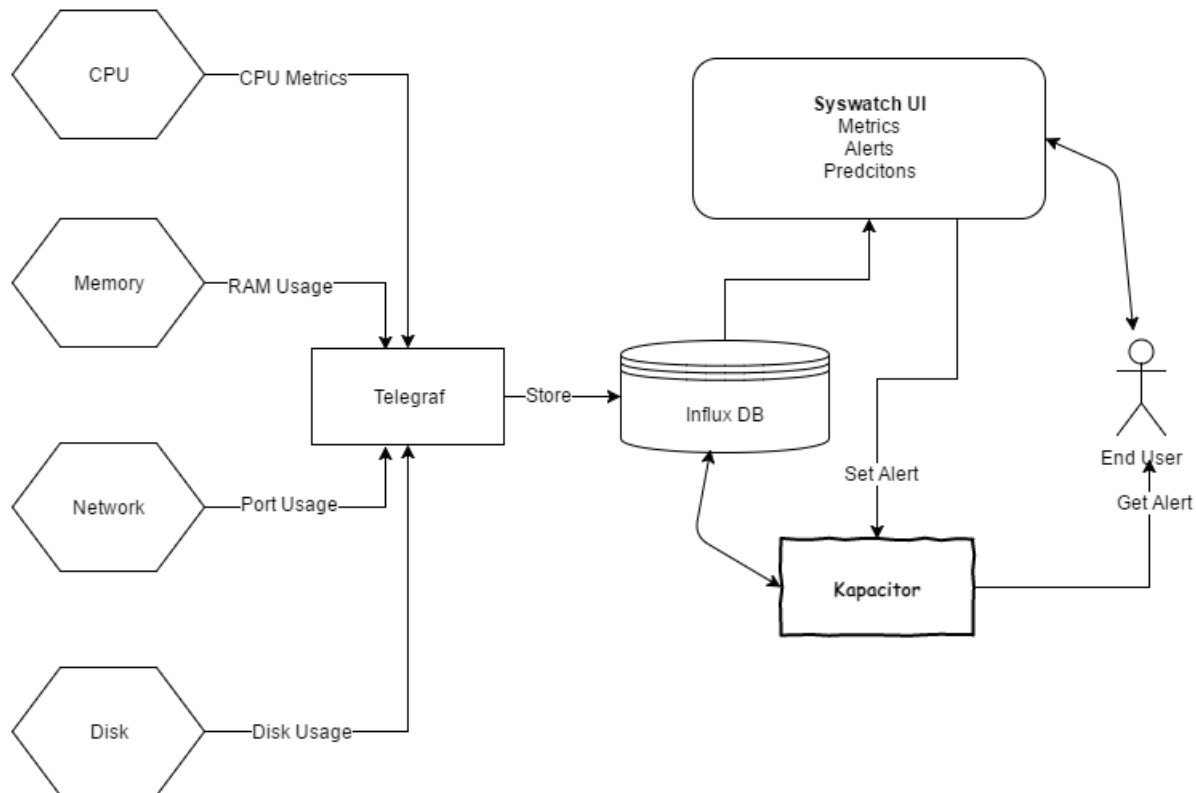 CPU
CPU Metrics
Syswatch UI
Metrics
Alerts
Predcitons
Memory
RAM Usage
Telegraf
Store
Influx DB
End User
Set Alert
Get Alert
Network
Port Usage
Kapacitor
Disk
Disk Usage